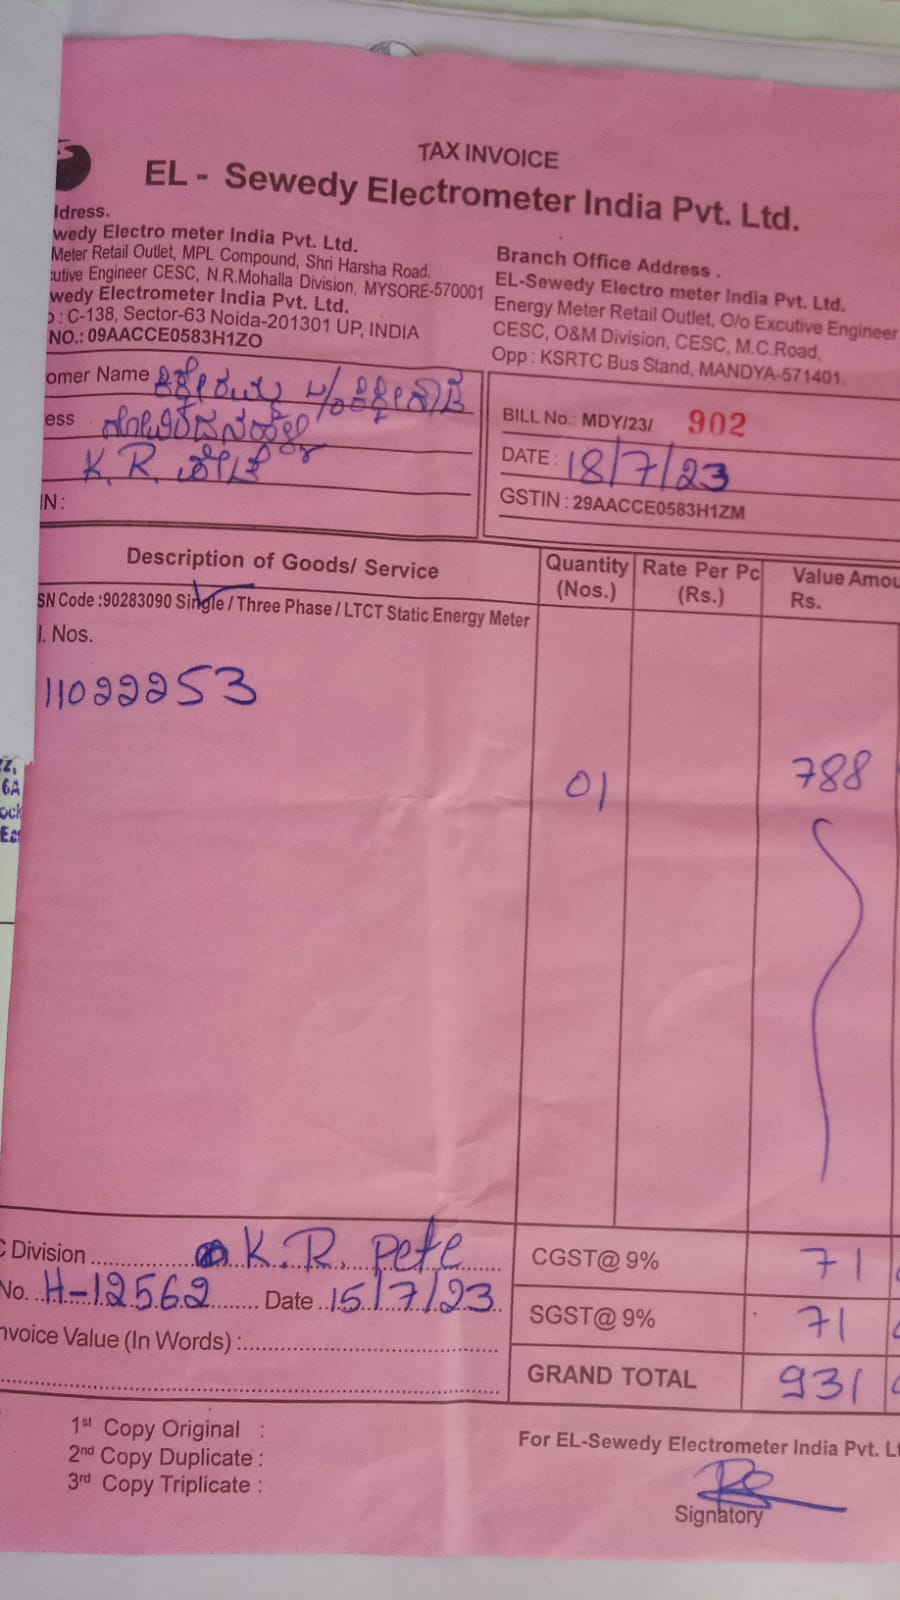 TAX INVOICE
EL - Sewedy Electrometer India Pvt. Ltd.
ldress.
wedy Electro meter India Pvt. Ltd.
Meter Retail Outlet, MPL Compound, Shri Harsha Road,
utive Engineer CESC, N.R.Mohalla Division, MYSORE-570001
wedy Electrometer India Pvt. Ltd.
: C-138, Sector-63 Noida-201301 UP, INDIA
NO.: 09AACCE0583H1ZO
Branch Office Address .
EL-Sewedy Electro meter India Pvt. Ltd.
Energy Meter Retail Outlet, O/o Excutive Engineer
CESC, O&M Division, CESC, M.C.Road,
Opp : KSRTC Bus Stand, MANDYA-571401.
omer Name
ess
K.R. ಪೇಟೆ
IN :
BILL No.: MDY/23/ 902
DATE : 18/7/23
GSTIN : 29AACCE0583H1ZM
Description of Goods/ Service
Quantity (Nos.)
Rate Per Pc (Rs.)
Value Amou Rs.
SN Code :90283090 Single / Three Phase / LTCT Static Energy Meter
l. Nos.
11022253
01
788
C Division K.R. pete
No. H-12562 Date 15/7/23
nvoice Value (In Words) :
CGST@ 9% 71
SGST@ 9% 71
GRAND TOTAL 931
1st Copy Original :
2nd Copy Duplicate :
3rd Copy Triplicate :
For EL-Sewedy Electrometer India Pvt. Lt
Signatory
22,
6A
ock
Ea